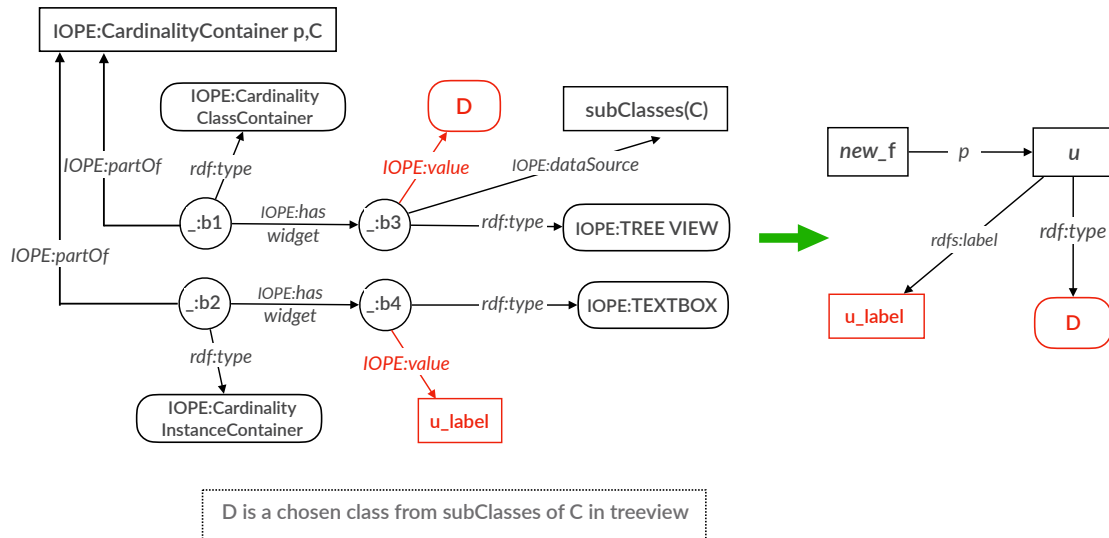 IOPE:CardinalityContainer p,C
IOPE:Cardinality
ClassContainer
D
subClasses(C)
new_f
p
u
IOPE:partOf
rdf:type
IOPE:value
IOPE:dataSource
_:b1
IOPE:has
widget
_:b3
rdf:type
IOPE:TREE VIEW
rdfs:label
rdf:type
IOPE:partOf
_:b2
IOPE:has
widget
_:b4
rdf:type
IOPE:TEXTBOX
u_label
D
rdf:type
IOPE:value
IOPE:Cardinality
InstanceContainer
u_label
D is a chosen class from subClasses of C in treeview